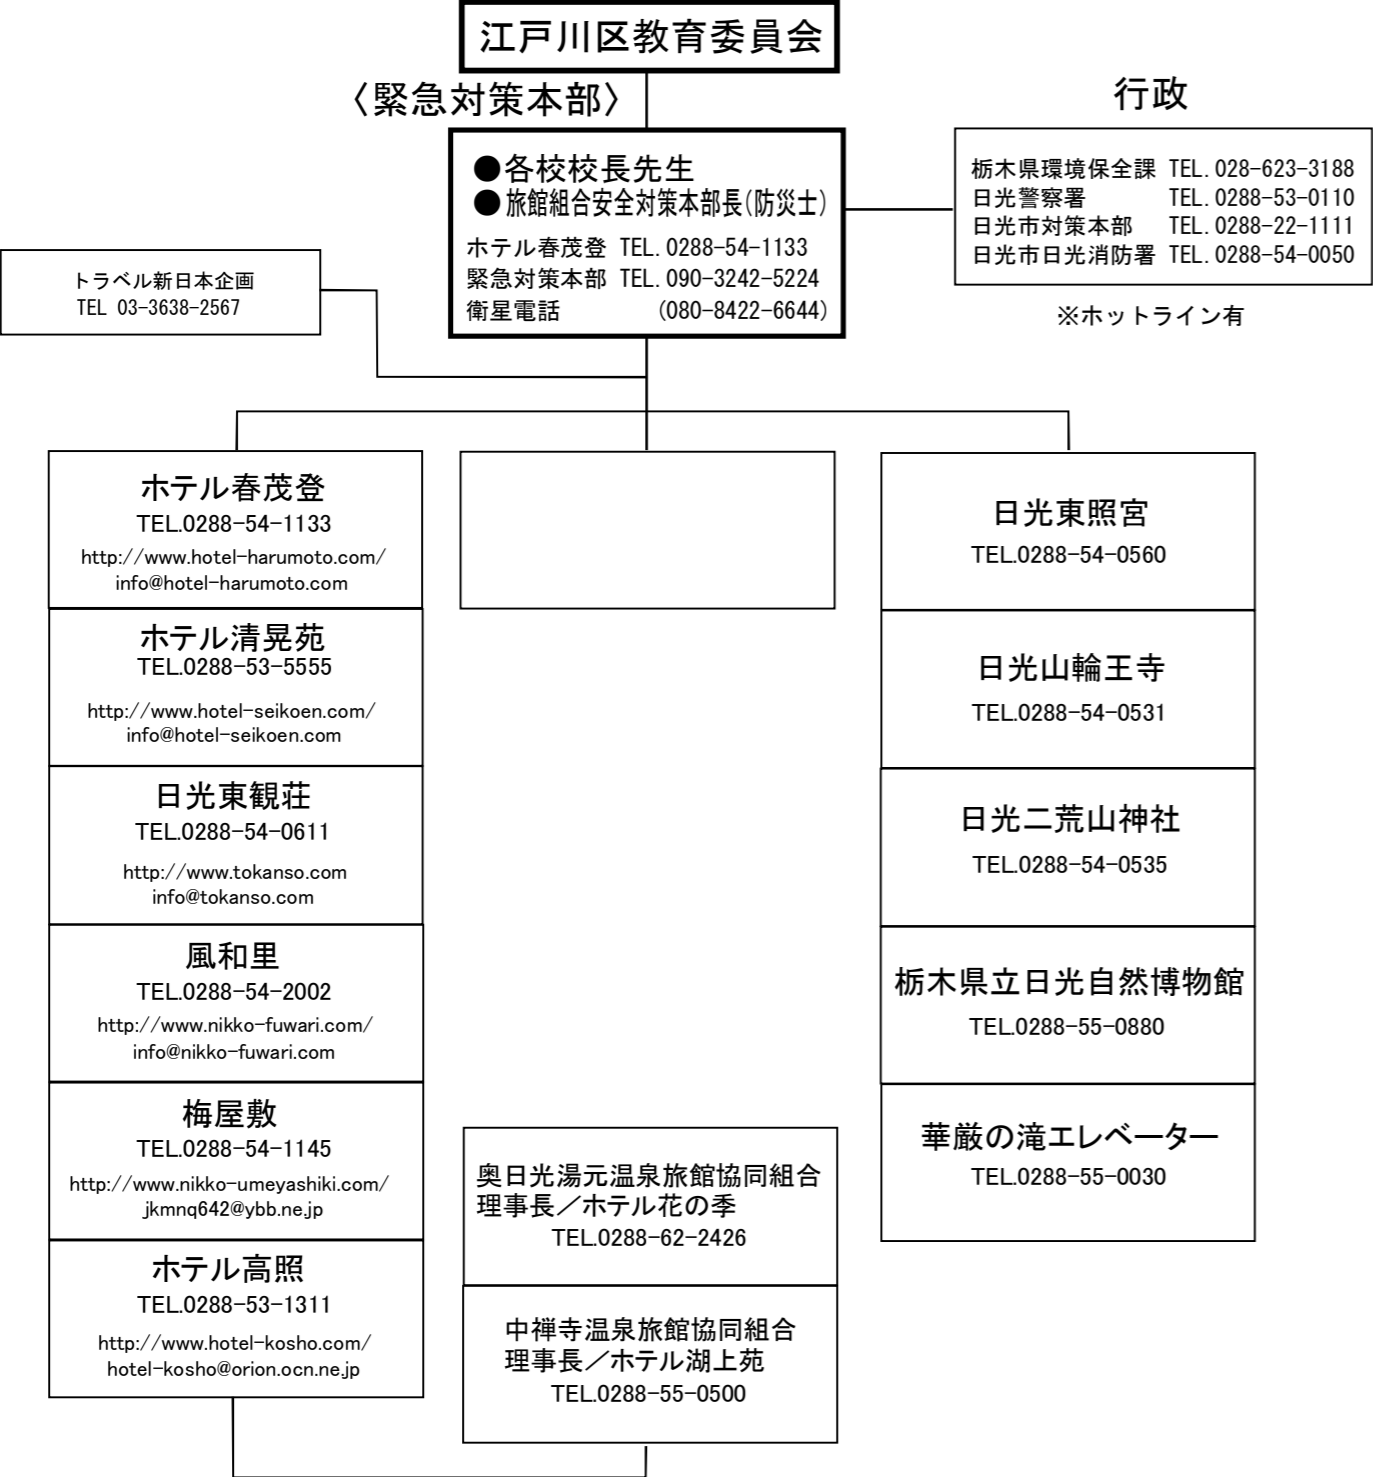 江戸川区教育委員会
〈緊急対策本部〉
●各校校長先生
●旅館組合安全対策本部長(防災士)
ホテル春茂登 TEL. 0288-54-1133
緊急対策本部 TEL. 090-3242-5224
衛星電話 (080-8422-6644)
行政
栃木県環境保全課 TEL. 028-623-3188
日光警察署 TEL. 0288-53-0110
日光市対策本部 TEL. 0288-22-1111
日光市日光消防署 TEL. 0288-54-0050
※ホットライン有
トラベル新日本企画
TEL 03-3638-2567
ホテル春茂登
TEL.0288-54-1133
http://www.hotel-harumoto.com/
info@hotel-harumoto.com
ホテル清晃苑
TEL.0288-53-5555
http://www.hotel-seikoen.com/
info@hotel-seikoen.com
日光東観荘
TEL.0288-54-0611
http://www.tokanso.com
info@tokanso.com
風和里
TEL.0288-54-2002
http://www.nikko-fuwari.com/
info@nikko-fuwari.com
梅屋敷
TEL.0288-54-1145
http://www.nikko-umeyashiki.com/
jkmnq642@ybb.ne.jp
ホテル高照
TEL.0288-53-1311
http://www.hotel-kosho.com/
hotel-kosho@orion.ocn.ne.jp
奥日光湯元温泉旅館協同組合
理事長／ホテル花の季
TEL.0288-62-2426
中禅寺温泉旅館協同組合
理事長／ホテル湖上苑
TEL.0288-55-0500
日光東照宮
TEL.0288-54-0560
日光山輪王寺
TEL.0288-54-0531
日光二荒山神社
TEL.0288-54-0535
栃木県立日光自然博物館
TEL.0288-55-0880
華厳の滝エレベーター
TEL.0288-55-0030